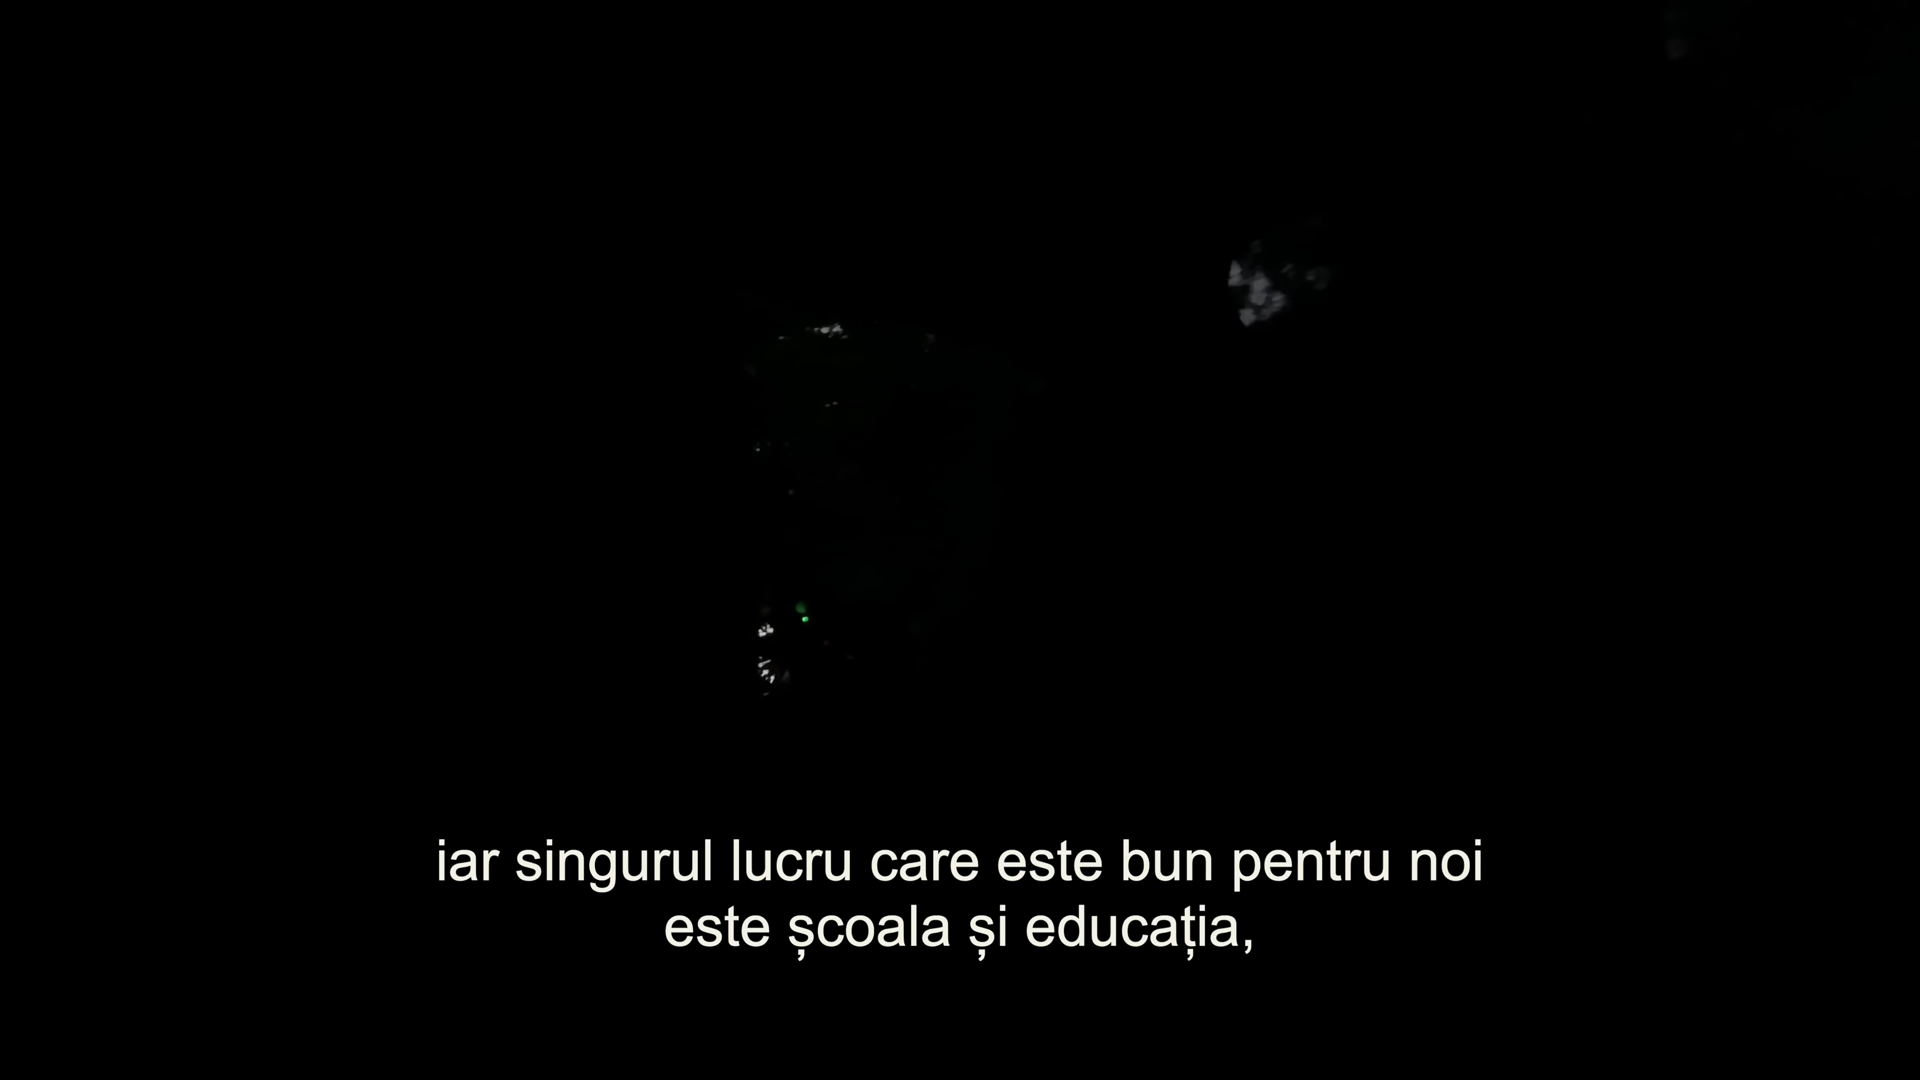 iar singurul lucru care este bun pentru noi
este școala și educația,